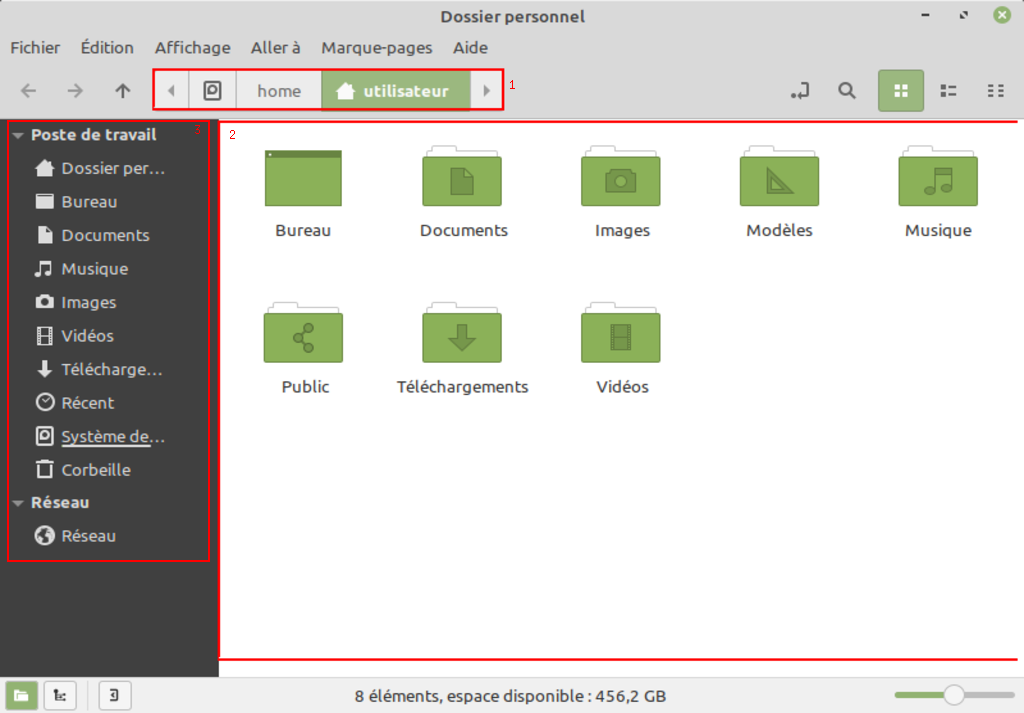 Dossier personnel
Fichier Édition Affichage Aller à Marque-pages Aide
home utilisateur 1
Poste de travail 3
2
Dossier per...
Bureau
Documents
Musique
Images
Vidéos
Télécharge...
Récent
Système de...
Corbeille
Réseau
Réseau
Bureau Documents Images Modèles Musique
Public Téléchargements Vidéos
8 éléments, espace disponible : 456,2 GB